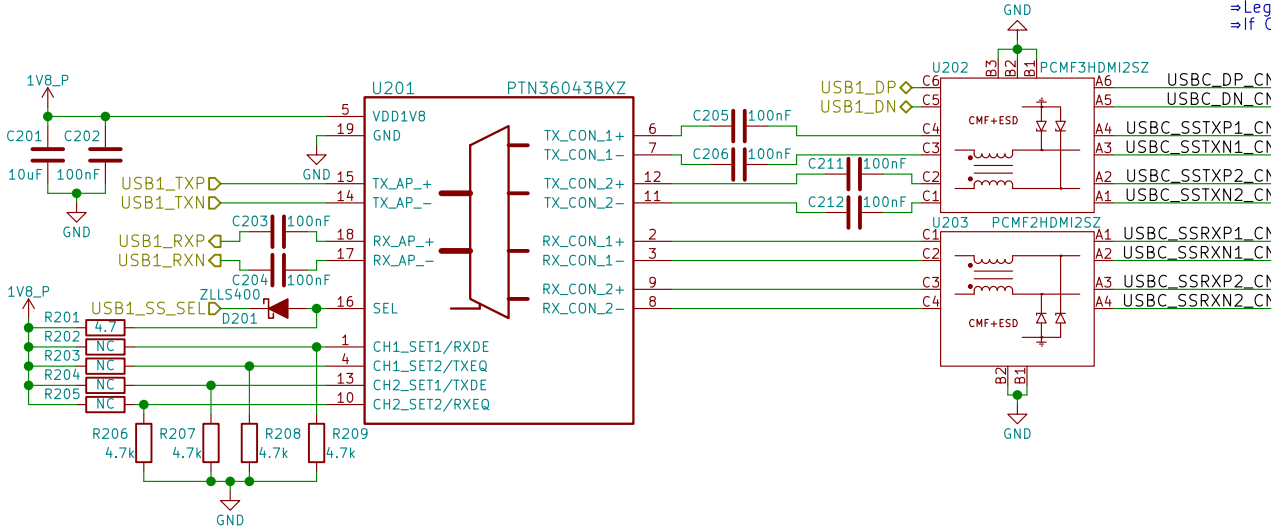 GND
⇒Leg
⇒If C
U202 PCMF3HDMI2SZ
B3 B2 B1
1V8_P
U201 PTN36043BXZ
USB1_DP C6 A6 USBC_DP_CN
USB1_DN C5 A5 USBC_DN_CN
5 VDD1V8
C205 100nF
CMF+ESD
C201 C202
19 GND
TX_CON_1+ 6
C4 A4 USBC_SSTXP1_CN
TX_CON_1- 7
C206 100nF
C3 A3 USBC_SSTXN1_CN
10uF 100nF
GND
C211 100nF
USB1_TXP 15 TX_AP_+
TX_CON_2+ 12
C2 A2 USBC_SSTXP2_CN
USB1_TXN 14 TX_AP_-
TX_CON_2- 11
C212 100nF
C1 A1 USBC_SSTXN2_CN
GND
C203 100nF
U203 PCMF2HDMI2SZ
USB1_RXP 18 RX_AP_+
RX_CON_1+ 2
C1 A1 USBC_SSRXP1_CN
USB1_RXN 17 RX_AP_-
RX_CON_1- 3
C2 A2 USBC_SSRXN1_CN
C204 100nF
1V8_P
ZLLS400
RX_CON_2+ 9
C3 A3 USBC_SSRXP2_CN
USB1_SS_SEL 16 SEL
RX_CON_2- 8
C4 A4 USBC_SSRXN2_CN
D201
CMF+ESD
R201 4.7
R202 NC 1 CH1_SET1/RXDE
R203 NC 4 CH1_SET2/TXEQ
R204 NC 13 CH2_SET1/TXDE
R205 NC 10 CH2_SET2/RXEQ
B2 B1
GND
R206 R207 R208 R209
4.7k 4.7k 4.7k 4.7k
GND